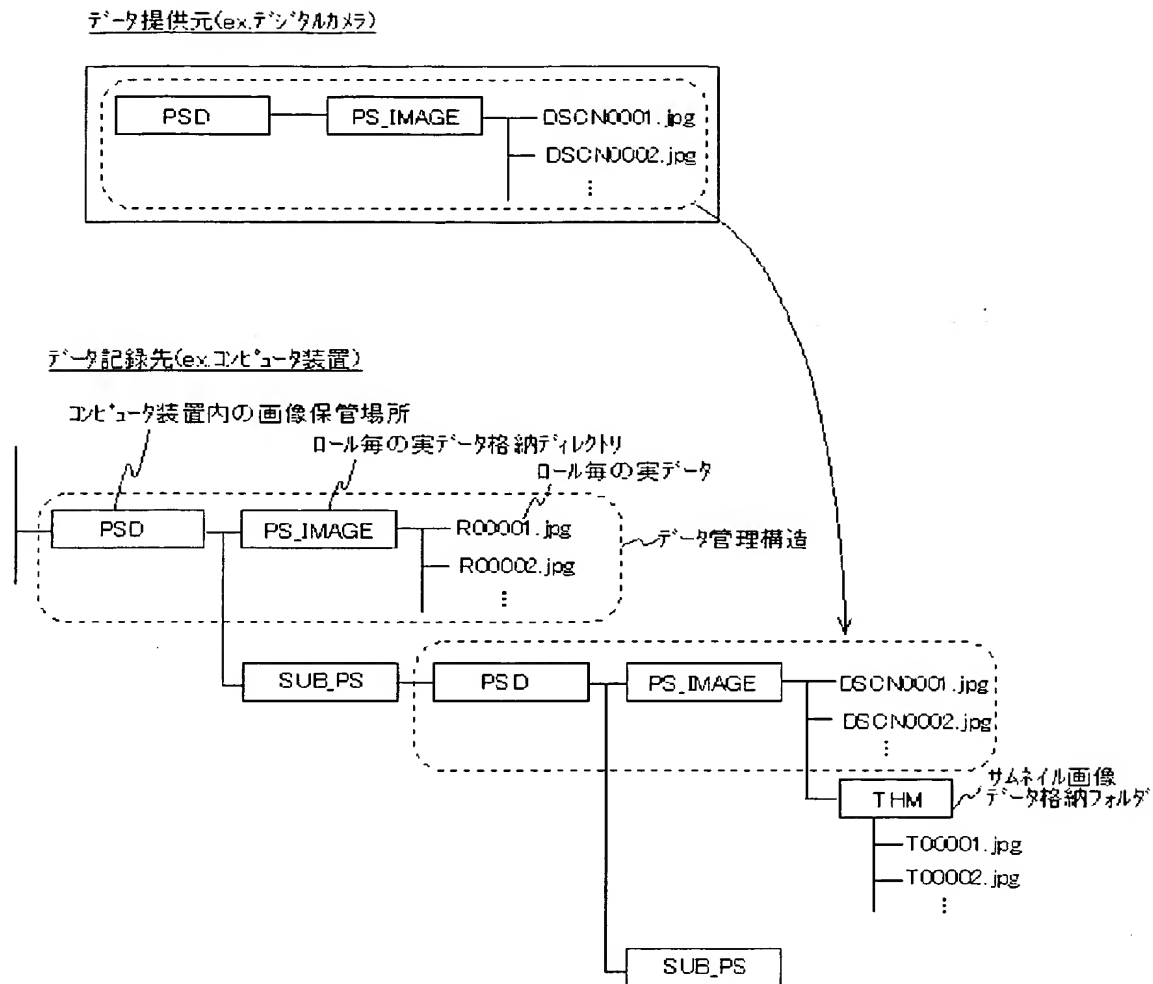 データ提供元(ex.デジタルカメラ)
PSD
PS_IMAGE
DSCN0001.jpg
DSCN0002.jpg
⋮
データ記録先(ex.コンピュータ装置)
コンピュータ装置内の画像保管場所
ロール毎の実データ格納ディレクトリ
ロール毎の実データ
PSD
PS_IMAGE
R00001.jpg
R00002.jpg
⋮
データ管理構造
SUB_PS
PSD
PS_IMAGE
DSCN0001.jpg
DSCN0002.jpg
⋮
THM
サムネイル画像
データ格納フォルダ
T00001.jpg
T00002.jpg
⋮
SUB_PS